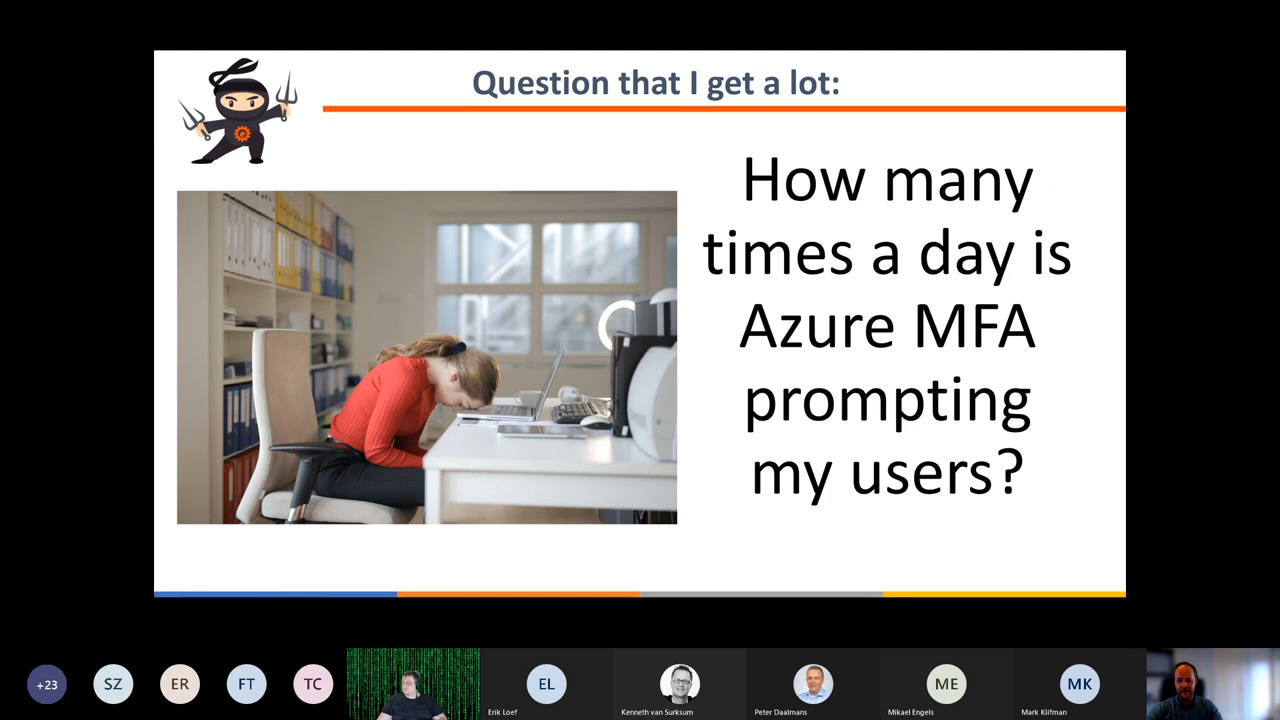 Question that I get a lot:
How many
times a day is
Azure MFA
prompting
my users?
+23
SZ
ER
FT
TC
EL
ME
MK
Erik Loef
Kenneth van Surksum
Peter Daalmans
Mikael Engels
Mark Klifman